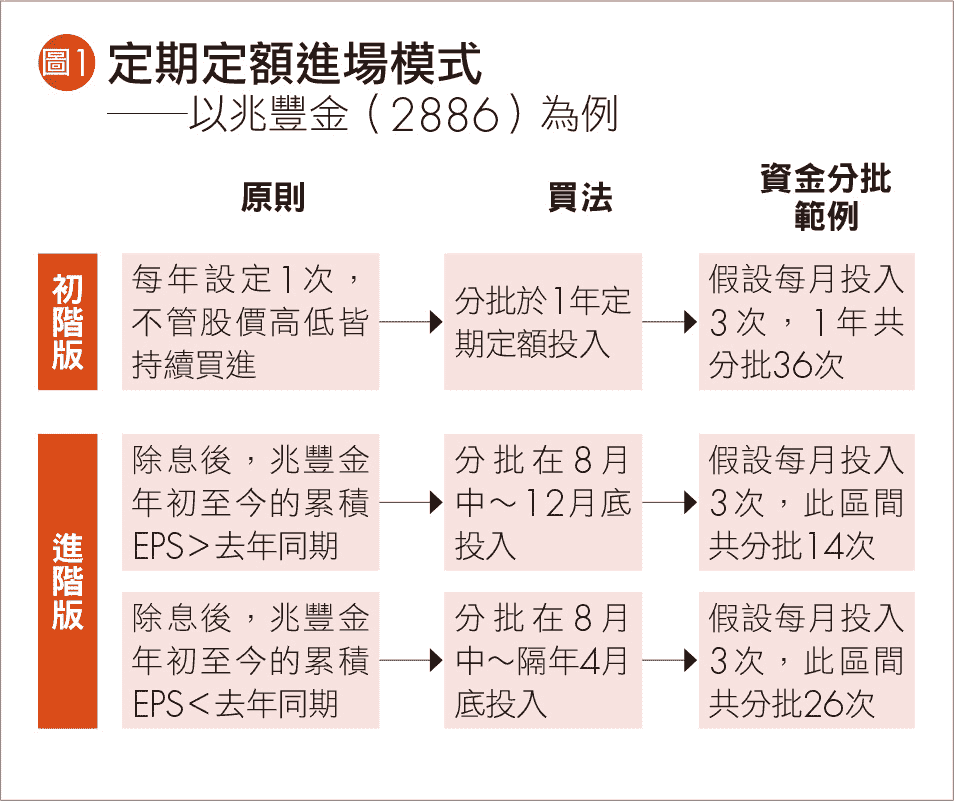 圖1 定期定額進場模式
——以兆豐金（2886）為例
原則
買法
資金分批
範例
初階版
每年設定1次，
不管股價高低皆
持續買進
分批於1年定
期定額投入
假設每月投入
3次，1年共
分批36次
進階版
除息後，兆豐金
年初至今的累積
EPS＞去年同期
分批在8月
中～12月底
投入
假設每月投入
3次，此區間
共分批14次
除息後，兆豐金
年初至今的累積
EPS＜去年同期
分批在8月
中～隔年4月
底投入
假設每月投入
3次，此區間
共分批26次